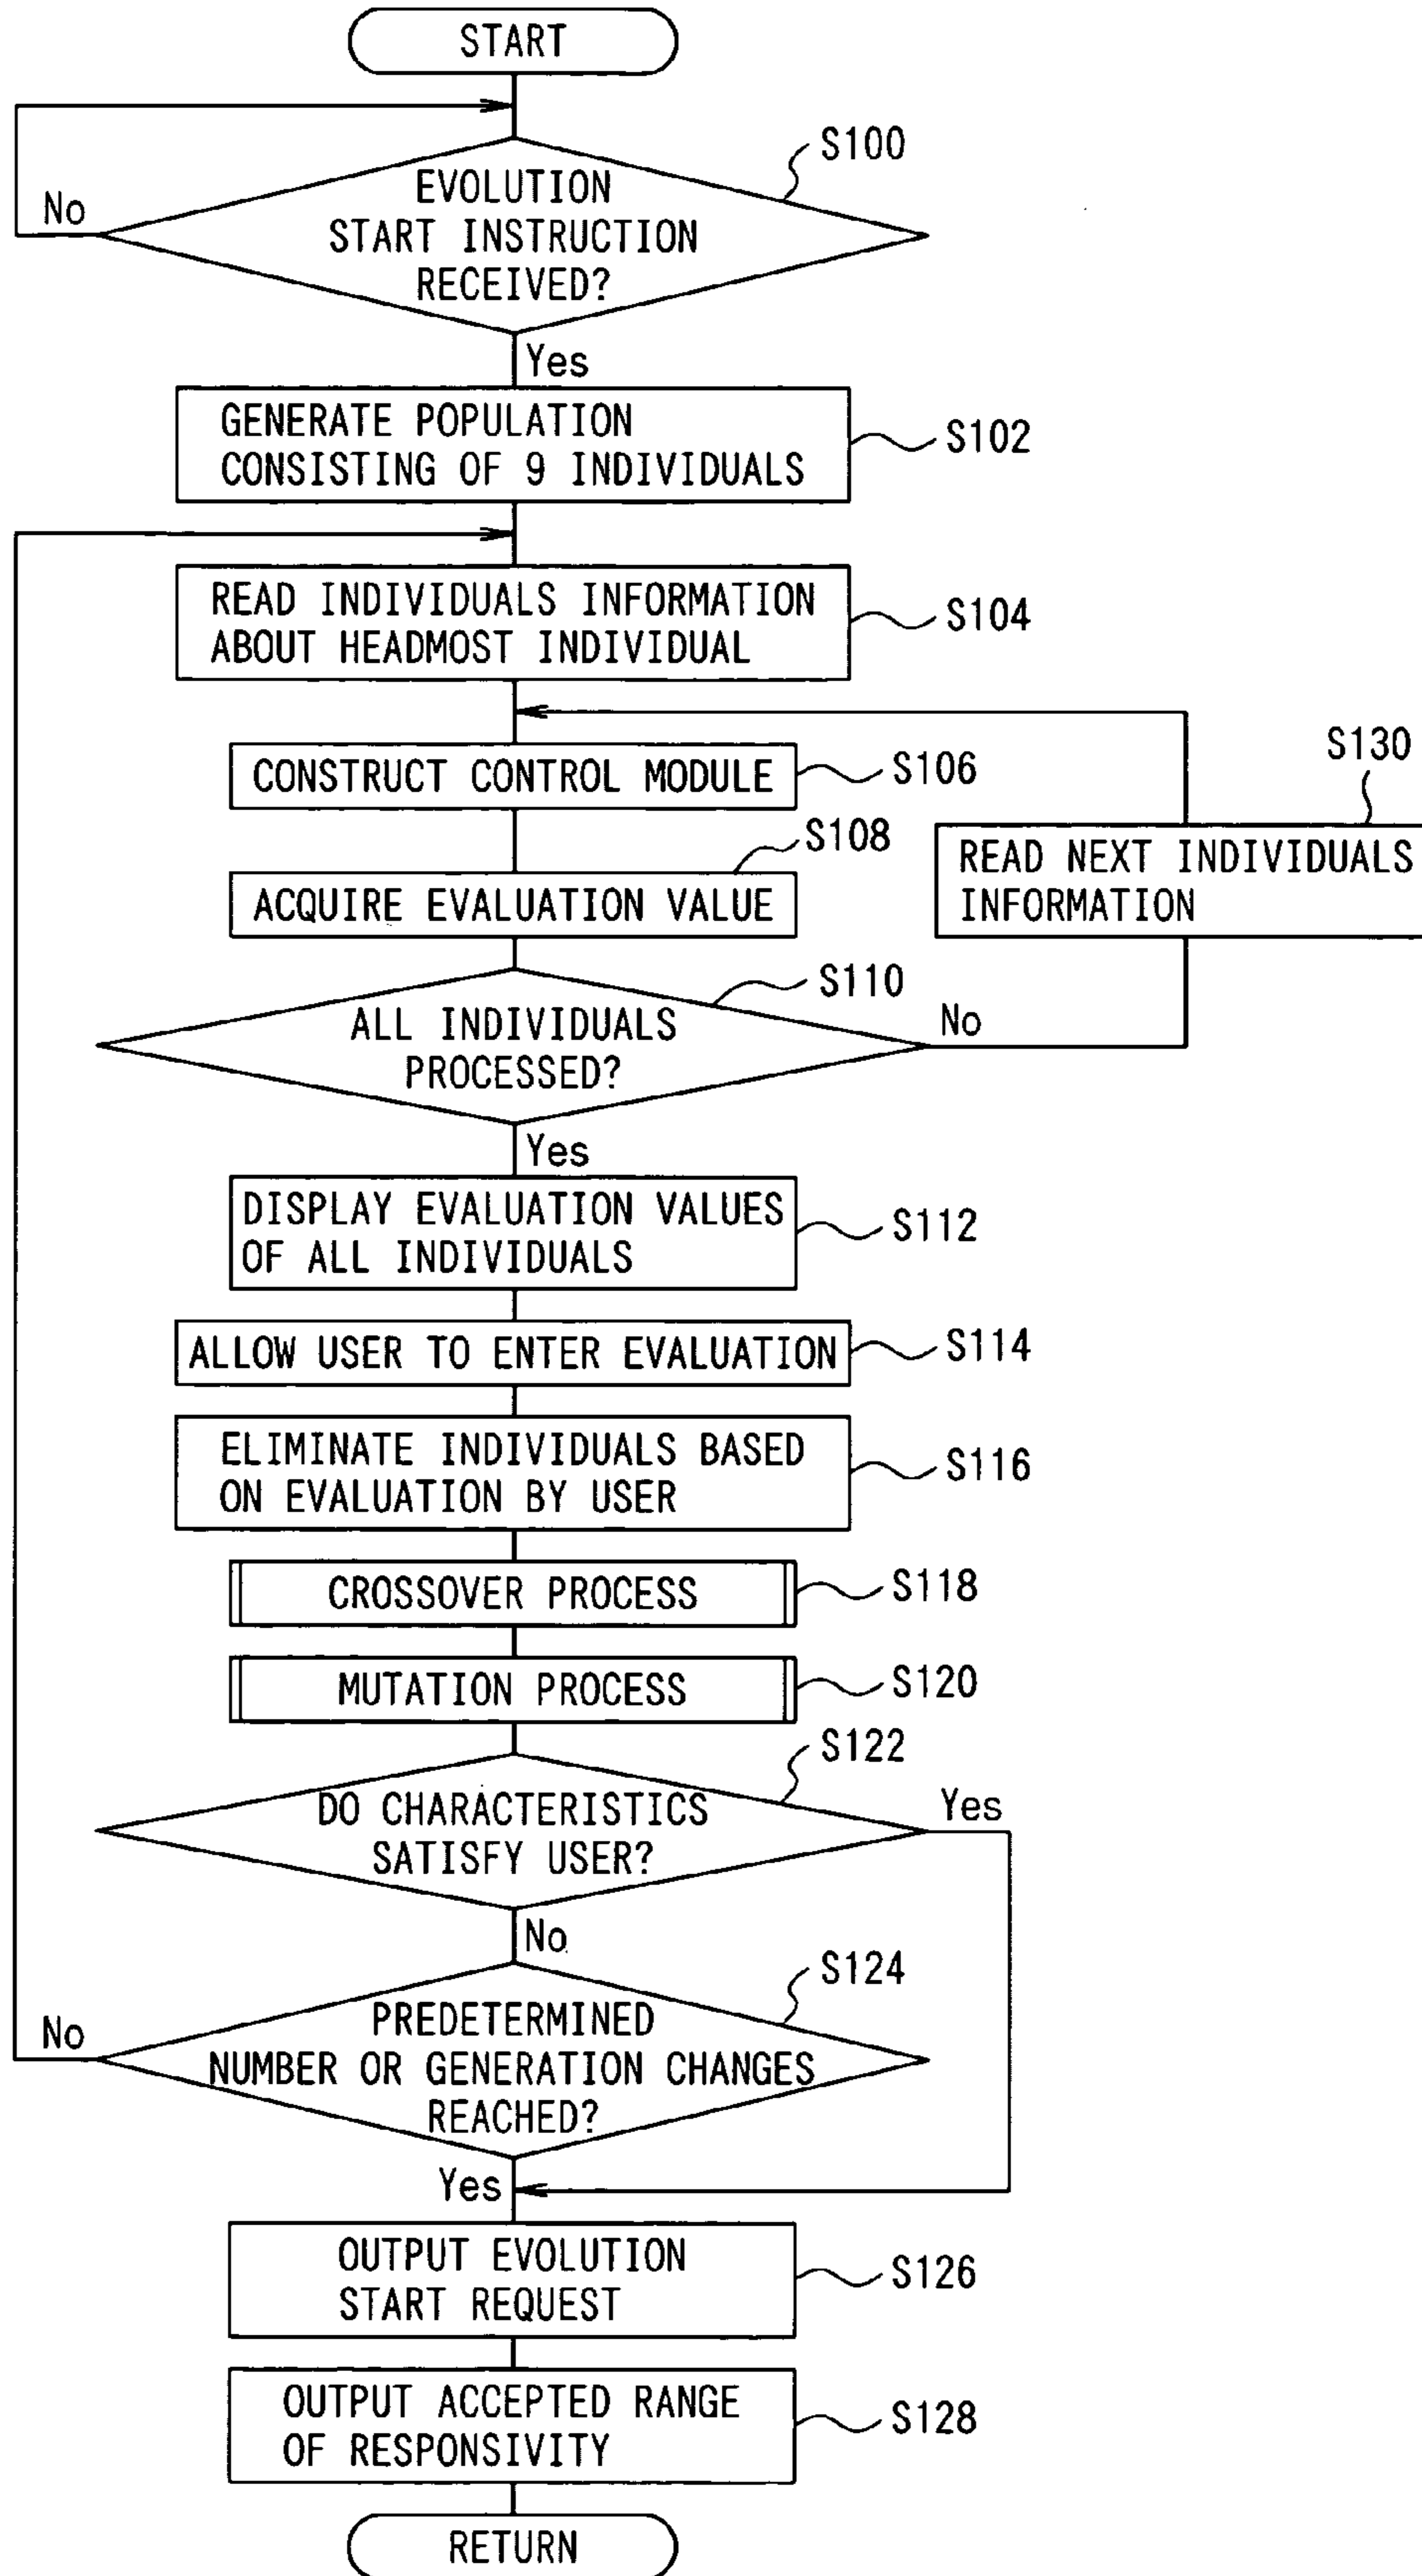 START
S100
EVOLUTION
START INSTRUCTION
RECEIVED?
No
Yes
GENERATE POPULATION
CONSISTING OF 9 INDIVIDUALS
S102
READ INDIVIDUALS INFORMATION
ABOUT HEADMOST INDIVIDUAL
S104
CONSTRUCT CONTROL MODULE
S106
S130
READ NEXT INDIVIDUALS
INFORMATION
S108
ACQUIRE EVALUATION VALUE
S110
ALL INDIVIDUALS
PROCESSED?
No
Yes
DISPLAY EVALUATION VALUES
OF ALL INDIVIDUALS
S112
ALLOW USER TO ENTER EVALUATION
S114
ELIMINATE INDIVIDUALS BASED
ON EVALUATION BY USER
S116
CROSSOVER PROCESS
S118
MUTATION PROCESS
S120
S122
DO CHARACTERISTICS
SATISFY USER?
Yes
No
S124
PREDETERMINED
NUMBER OR GENERATION CHANGES
REACHED?
No
Yes
OUTPUT EVOLUTION
START REQUEST
S126
OUTPUT ACCEPTED RANGE
OF RESPONSIVITY
S128
RETURN